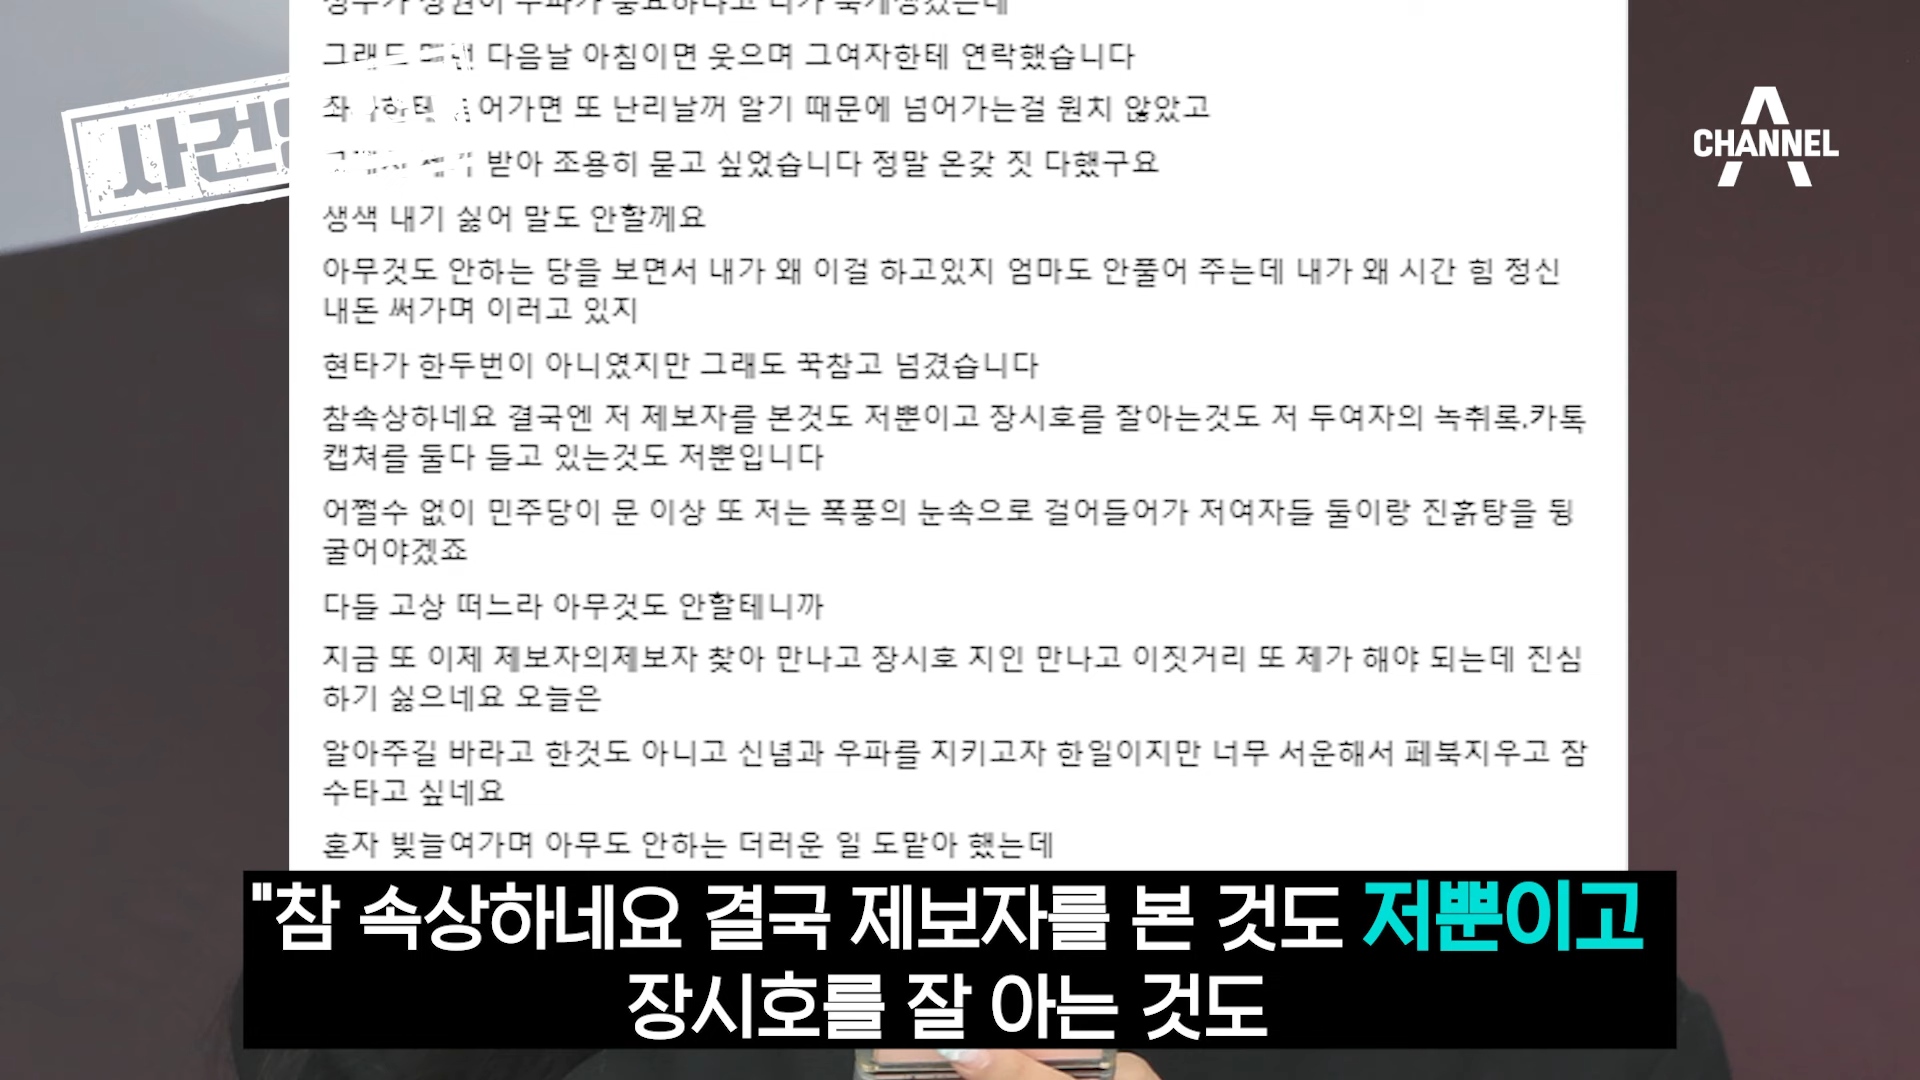 그래도 다음날 아침이면 웃으며 그여자한테 연락했습니다
어가면 또 난리날꺼 알기 때문에 넘어가는걸 원치 않았고
받아 조용히 묻고 싶었습니다 정말 온갖 짓 다했구요
생색 내기 싫어 말도 안할께요
아무것도 안하는 당을 보면서 내가 왜 이걸 하고있지 엄마도 안풀어 주는데 내가 왜 시간 힘 정신
내돈 써가며 이러고 있지
현타가 한두번이 아니였지만 그래도 꾹참고 넘겼습니다
참속상하네요 결국엔 저 제보자를 본것도 저뿐이고 장시호를 잘아는것도 저 두여자의 녹취록.카톡
캡쳐를 둘다 들고 있는것도 저뿐입니다
어쩔수 없이 민주당이 문 이상 또 저는 폭풍의 눈속으로 걸어들어가 저여자들 둘이랑 진흙탕을 뒹
굴어야겠죠
다들 고상 떠느라 아무것도 안할테니까
지금 또 이제 제보자의제보자 찾아 만나고 장시호 지인 만나고 이짓거리 또 제가 해야 되는데 진심
하기 싫으네요 오늘은
알아주길 바라고 한것도 아니고 신념과 우파를 지키고자 한일이지만 너무 서운해서 페북지우고 잠
수타고 싶네요
혼자 빚늘여가며 아무도 안하는 더러운 일 도맡아 했는데
"참 속상하네요 결국 제보자를 본 것도 저뿐이고
장시호를 잘 아는 것도
사건
CHANNEL A